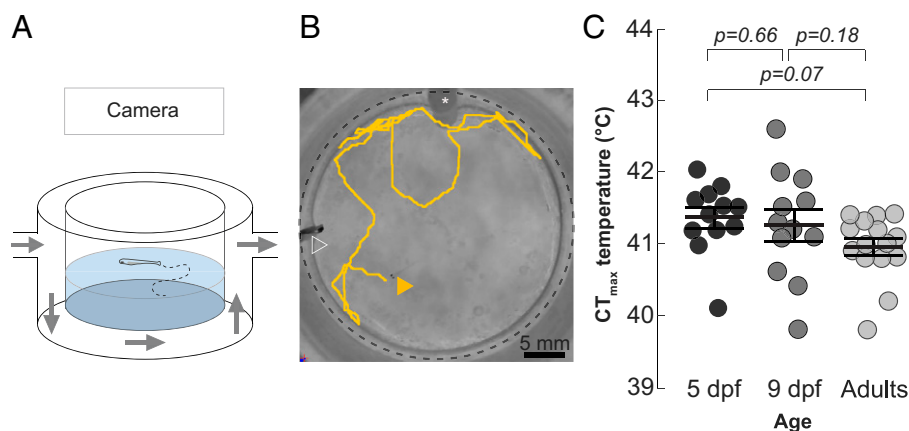 A
Camera
B
*
5 mm
C
CTmax temperature (°C)
44
43
42
41
40
39
p=0.66
p=0.18
p=0.07
5 dpf
9 dpf
Adults
Age